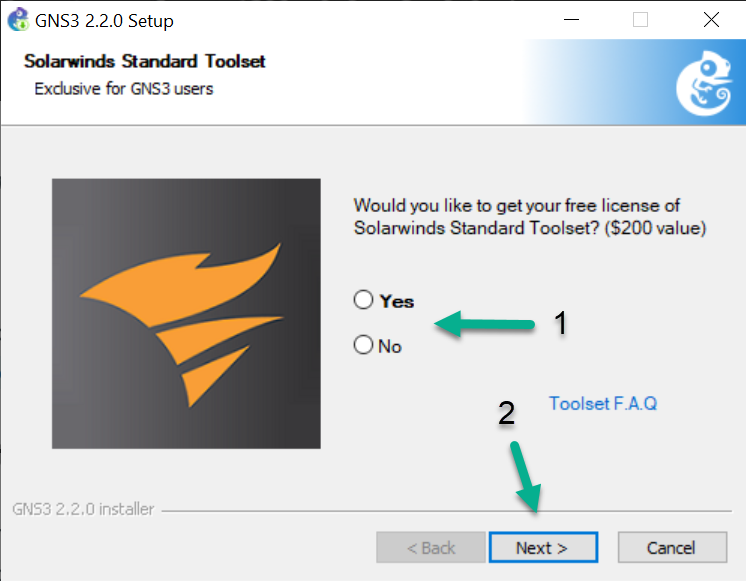 GNS3 2.2.0 Setup
Solarwinds Standard Toolset
Exclusive for GNS3 users
Would you like to get your free license of
Solarwinds Standard Toolset? ($200 value)
Yes
1
No
Toolset F.A.Q
2
GNS3 2.2.0 installer
< Back
Next >
Cancel